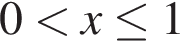 0 < x ≤ 1